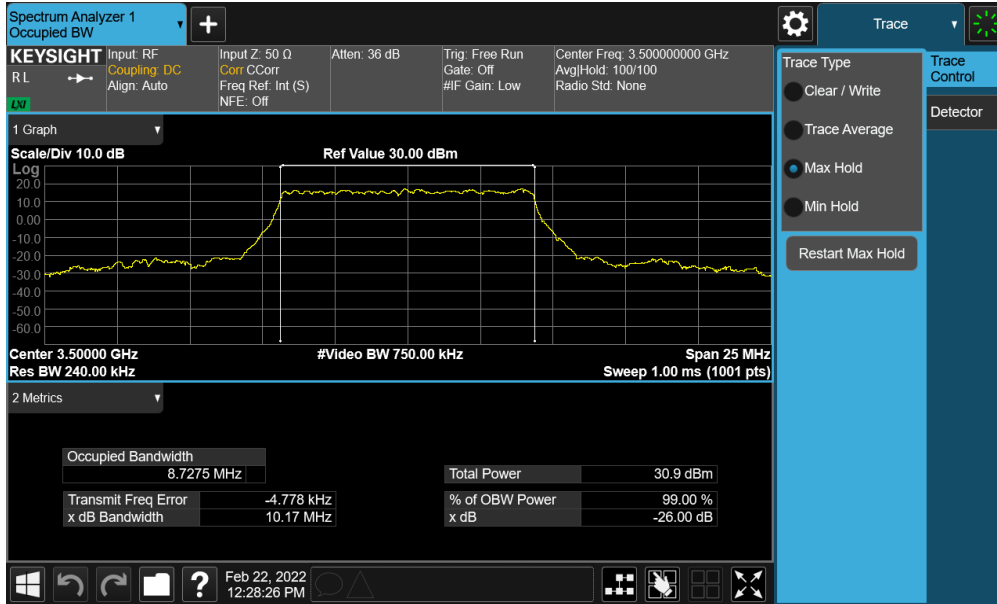 Spectrum Analyzer 1
Occupied BW
+
Trace
KEYSIGHT
RL
LXI
Input: RF
Coupling: DC
Align: Auto
Input Z: 50 Ω
Corr CCorr
Freq Ref: Int (S)
NFE: Off
Atten: 36 dB
Trig: Free Run
Gate: Off
#IF Gain: Low
Center Freq: 3.500000000 GHz
Avg|Hold: 100/100
Radio Std: None
1 Graph
Scale/Div 10.0 dB
Ref Value 30.00 dBm
Log
20.0
10.0
0.00
-10.0
-20.0
-30.0
-40.0
-50.0
-60.0
Center 3.50000 GHz
#Video BW 750.00 kHz
Span 25 MHz
Res BW 240.00 kHz
Sweep 1.00 ms (1001 pts)
2 Metrics
Occupied Bandwidth
8.7275 MHz
Total Power 30.9 dBm
Transmit Freq Error -4.778 kHz
% of OBW Power 99.00 %
x dB Bandwidth 10.17 MHz
x dB -26.00 dB
?
Feb 22, 2022
12:28:26 PM
Trace Type
Clear / Write
Trace Average
Max Hold
Min Hold
Restart Max Hold
Trace
Control
Detector